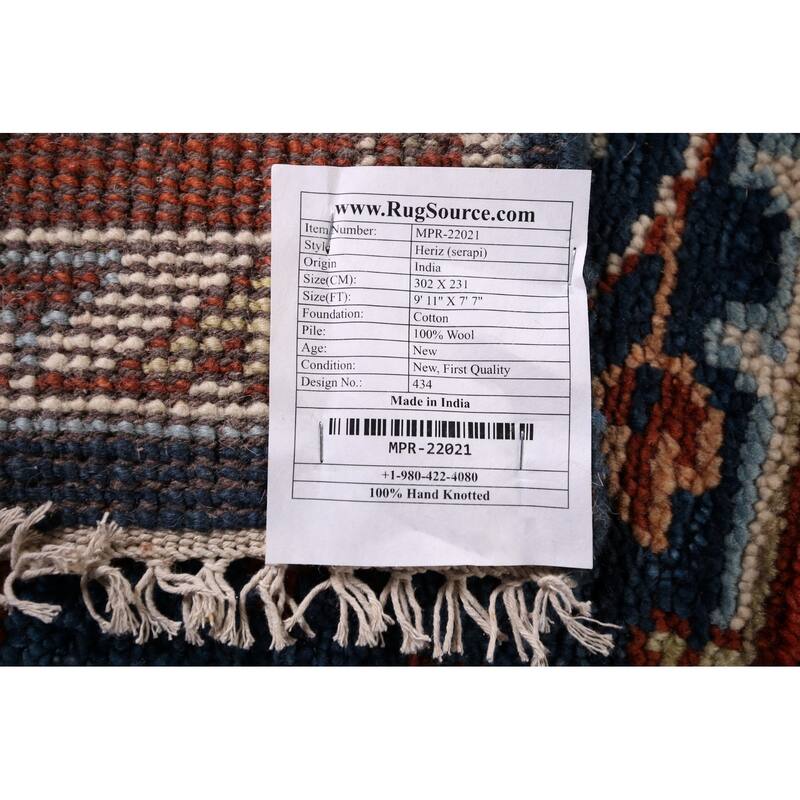 www.RugSource.com
Item Number: MPR-22021
Style Heriz (serapi)
Origin India
Size(CM): 302 X 231
Size(FT): 9' 11" X 7' 7"
Foundation: Cotton
Pile: 100% Wool
Age: New
Condition: New, First Quality
Design No.: 434
Made in India
MPR-22021
+1-980-422-4080
100% Hand Knotted